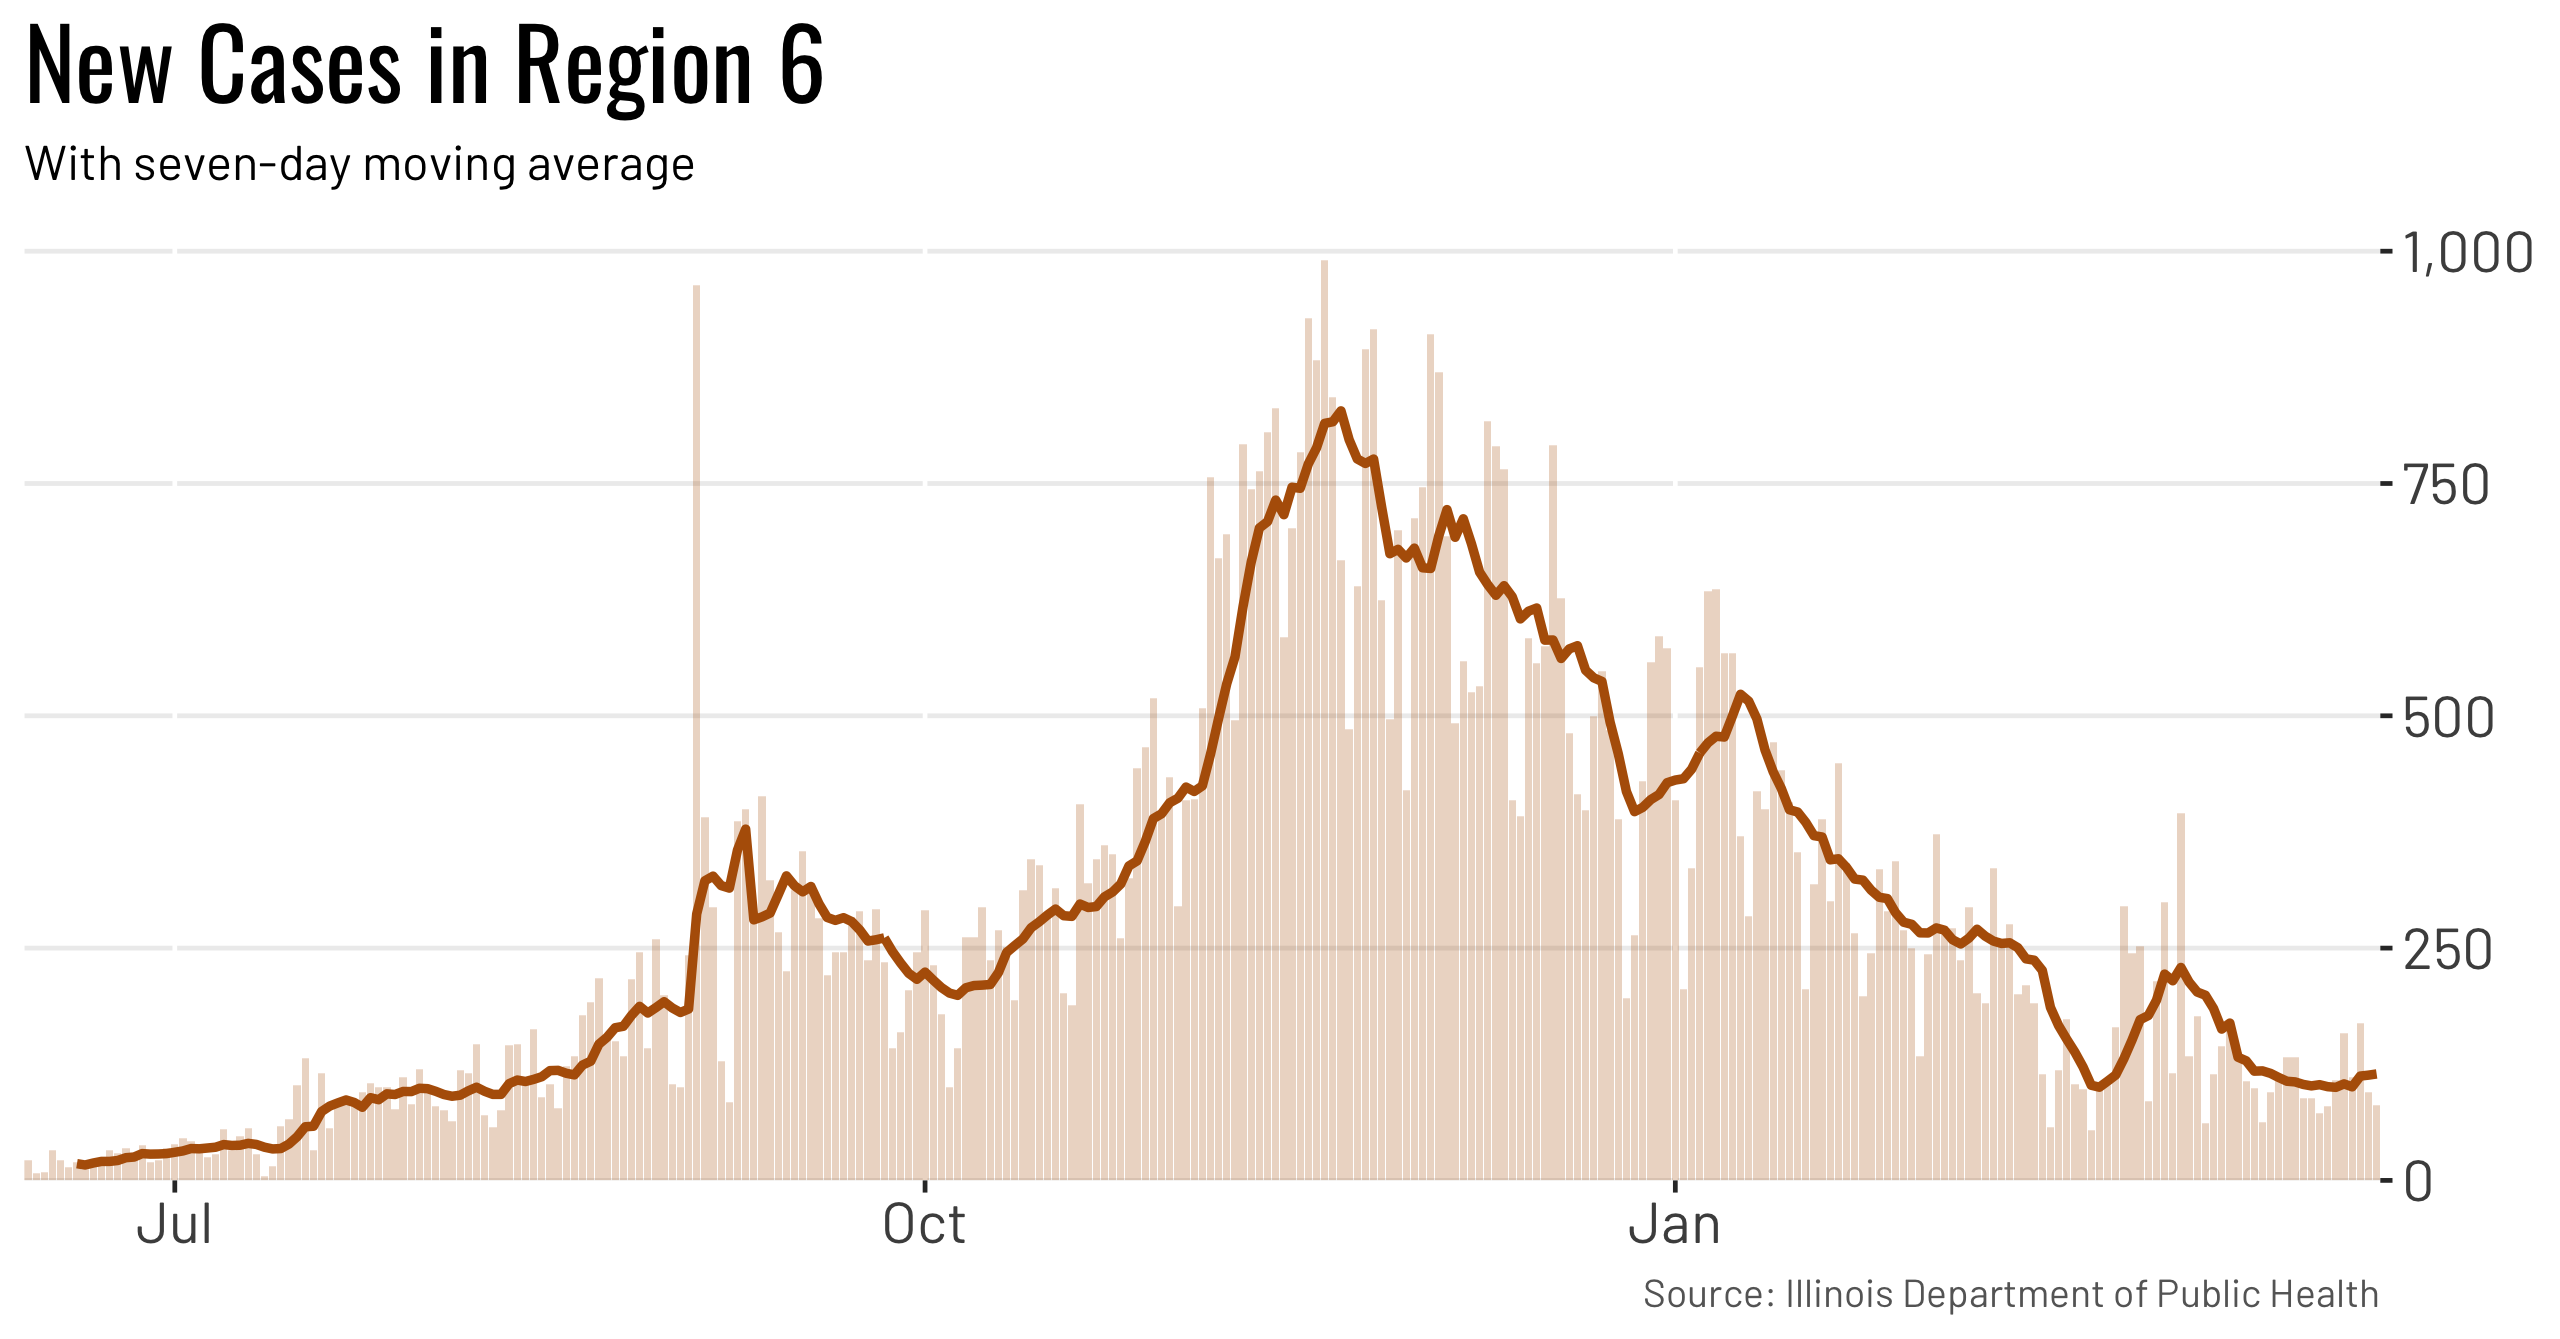 New Cases in Region 6
With seven-day moving average
1,000
750
500
250
0
Jul Oct Jan
Source: Illinois Department of Public Health